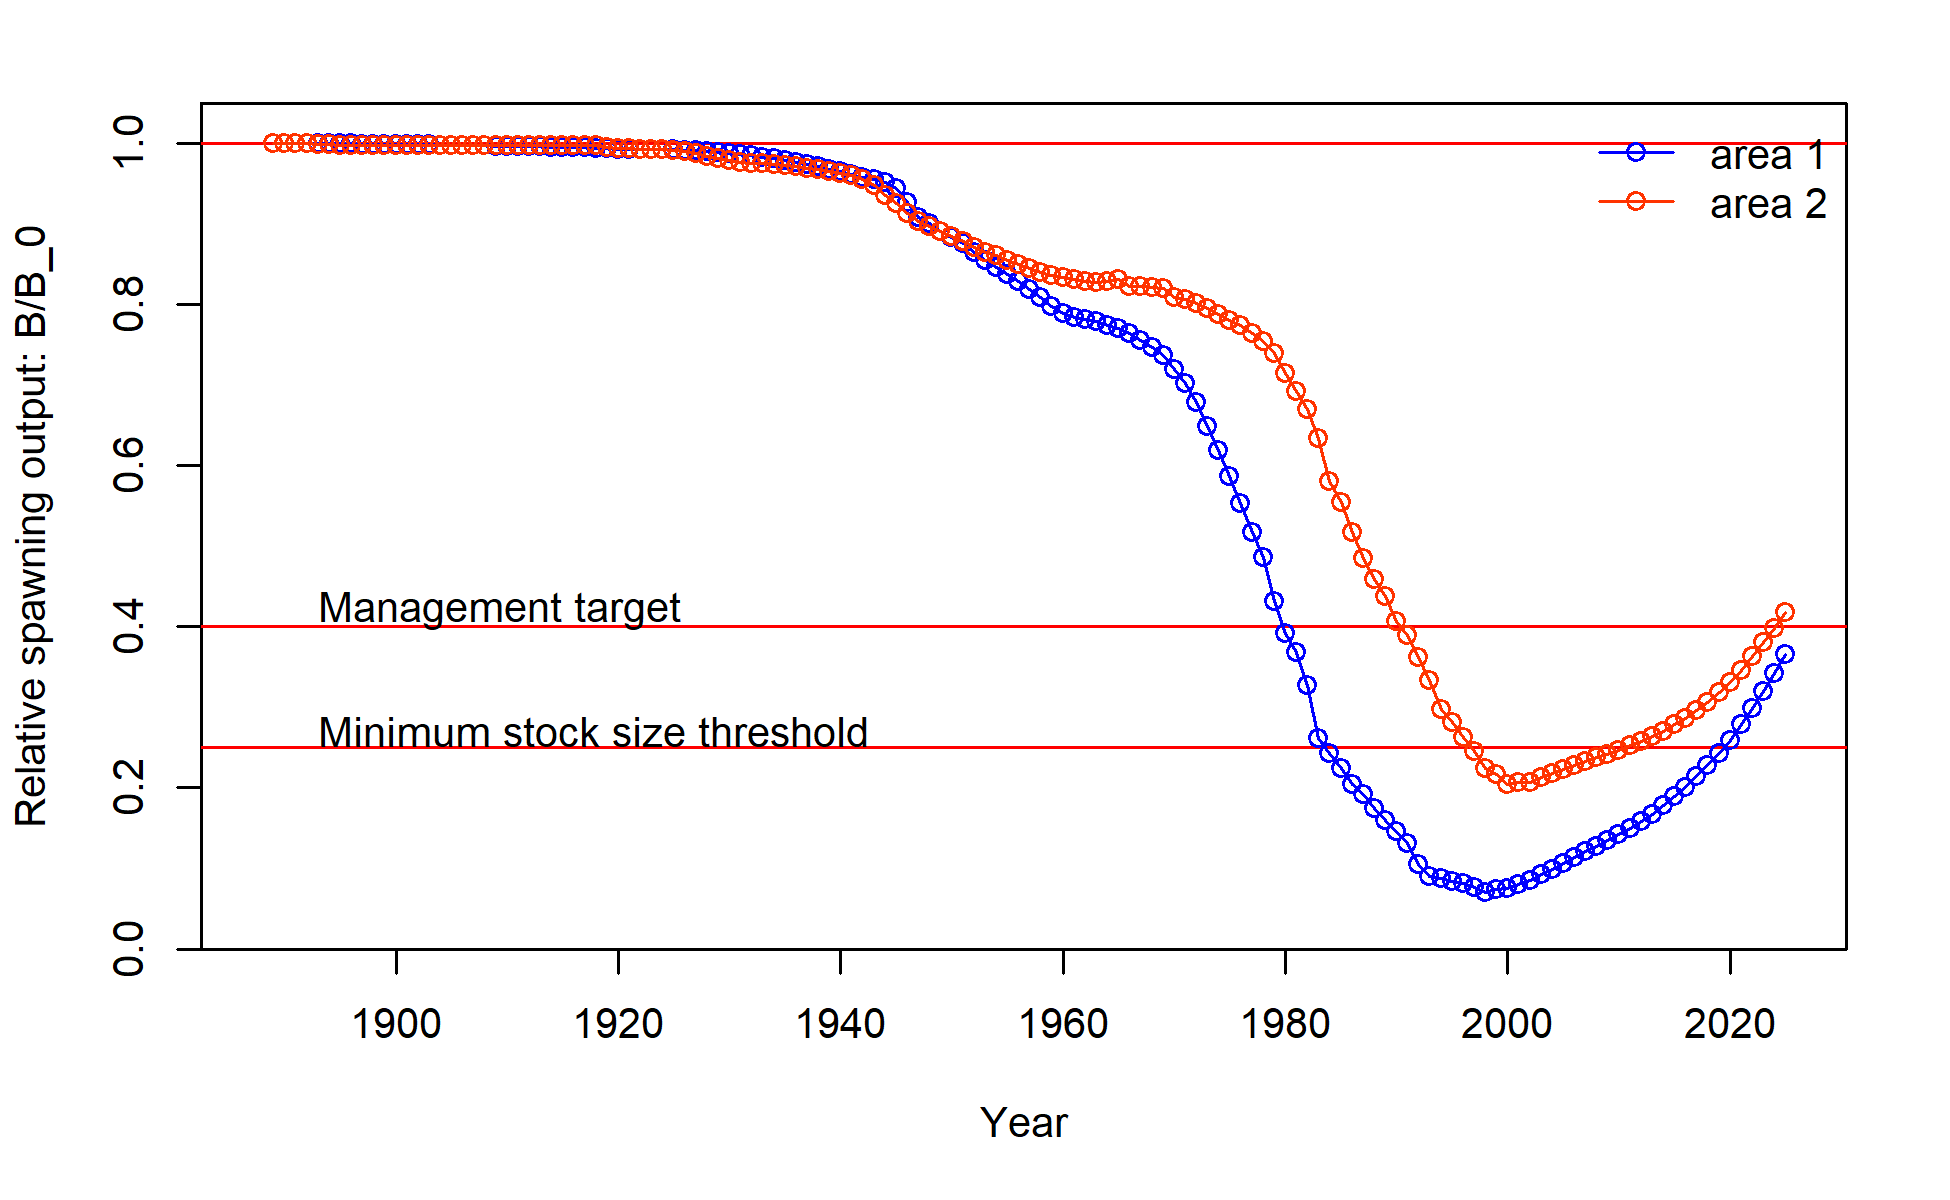 Relative spawning output: B/B_0
1.0
0.8
0.6
0.4
0.2
0.0
area 1
area 2
Management target
Minimum stock size threshold
1900 1920 1940 1960 1980 2000 2020
Year